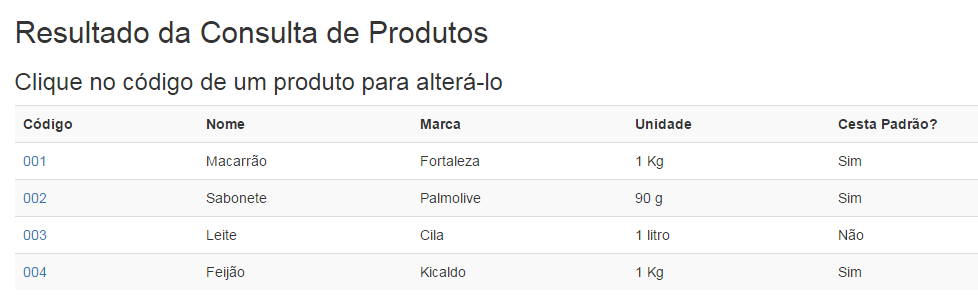 Resultado da Consulta de Produtos
Clique no código de um produto para alterá-lo
Código Nome Marca Unidade Cesta Padrão?
001 Macarrão Fortaleza 1 Kg Sim
002 Sabonete Palmolive 90 g Sim
003 Leite Cila 1 litro Não
004 Feijão Kicaldo 1 Kg Sim